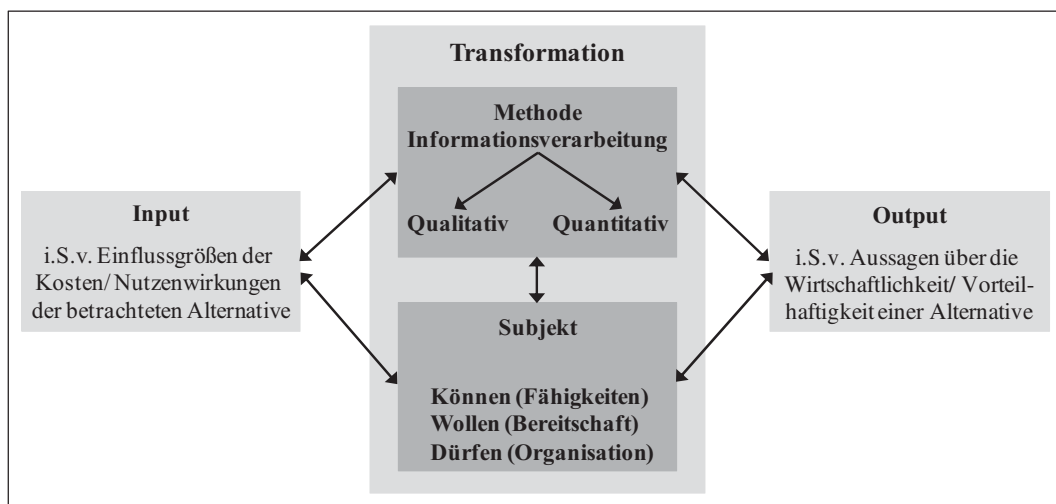 Transformation
Methode
Informationsverarbeitung
Qualitativ Quantitativ
Input
i.S.v. Einflussgrößen der
Kosten/ Nutzenwirkungen
der betrachteten Alternative
Output
i.S.v. Aussagen über die
Wirtschaftlichkeit/ Vorteil-
haftigkeit einer Alternative
Subjekt
Können (Fähigkeiten)
Wollen (Bereitschaft)
Dürfen (Organisation)